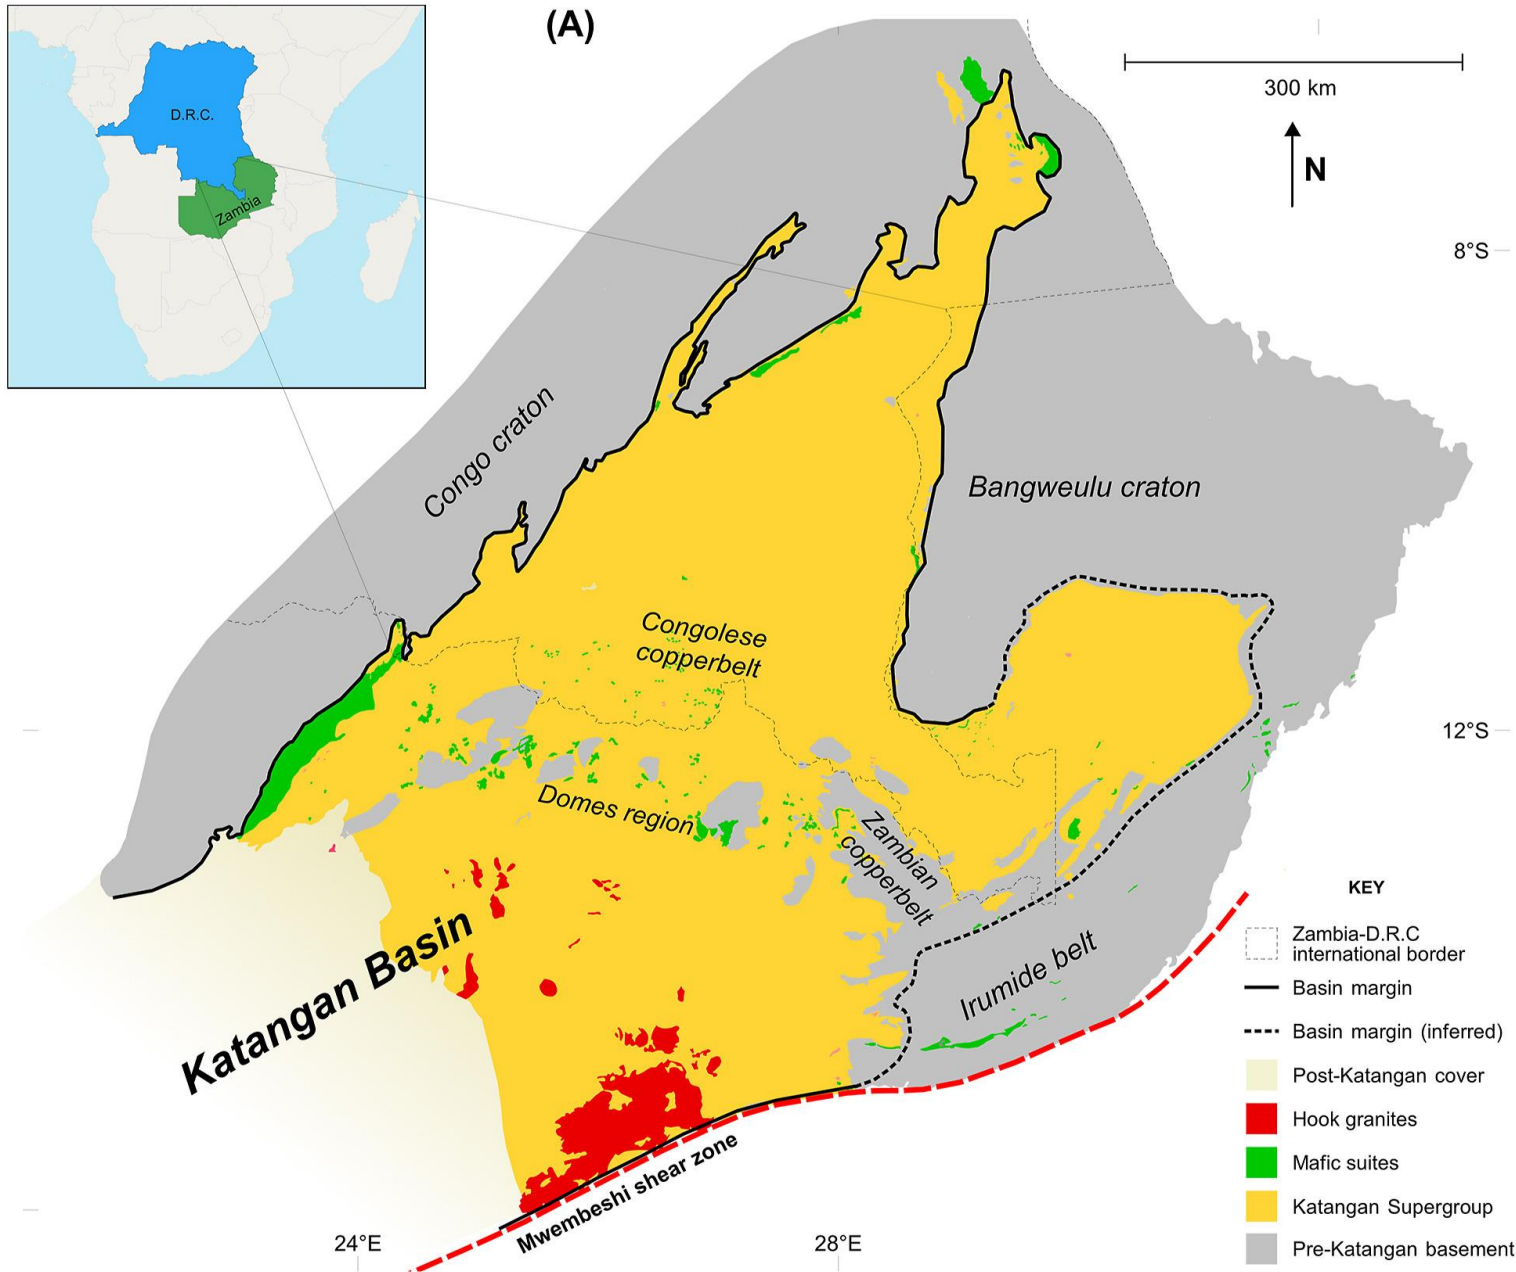 (A)
D.R.C.
Zambia
300 km
N
8°S
Congo craton
Bangweulu craton
Congolese
copperbelt
12°S
Domes region
Zambian
copperbelt
Katangan Basin
Irumide belt
Mwembeshi shear zone
24°E
28°E
KEY
Zambia-D.R.C
international border
Basin margin
Basin margin (inferred)
Post-Katangan cover
Hook granites
Mafic suites
Katangan Supergroup
Pre-Katangan basement